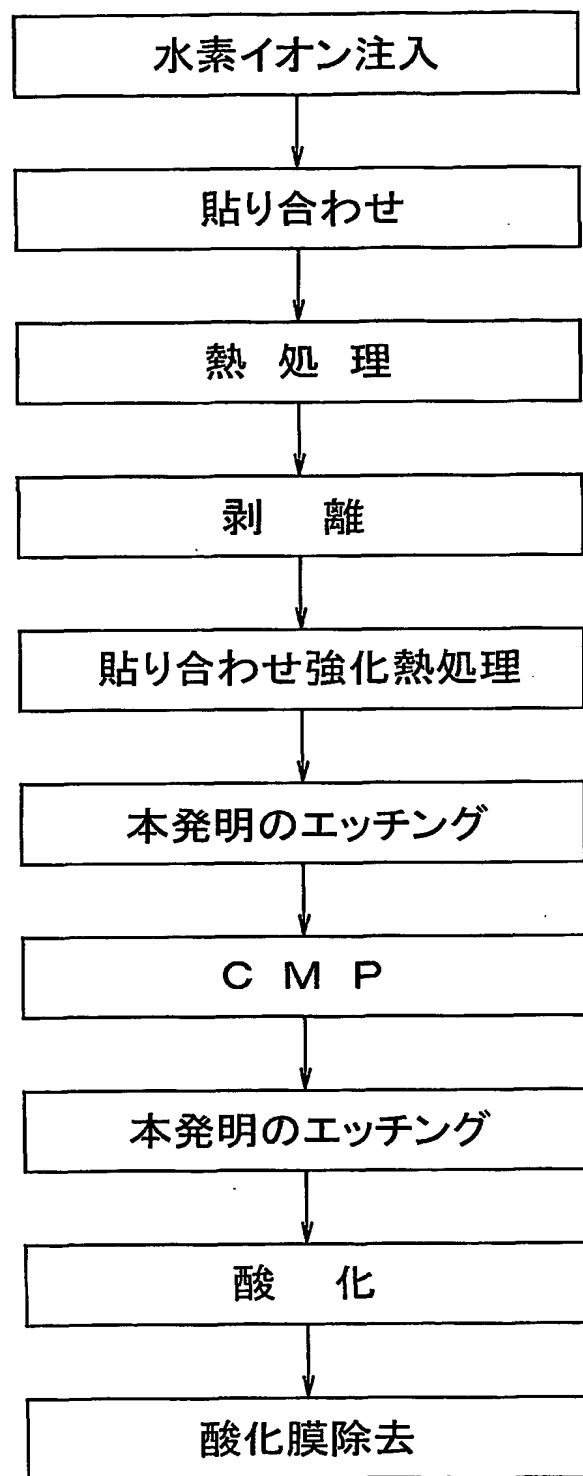 水素イオン注入
貼り合わせ
熱 処 理
剥 離
貼り合わせ強化熱処理
本発明のエッチング
C M P
本発明のエッチング
酸 化
酸化膜除去